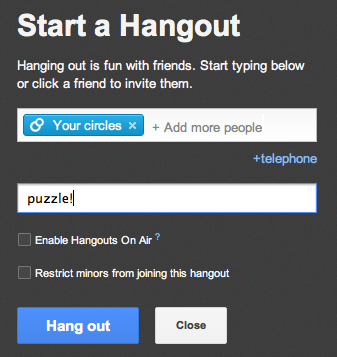 Start a Hangout
Hanging out is fun with friends. Start typing below
or click a friend to invite them.
Your circles × + Add more people
+telephone
puzzle!
Enable Hangouts On Air ?
Restrict minors from joining this hangout
Hang out Close